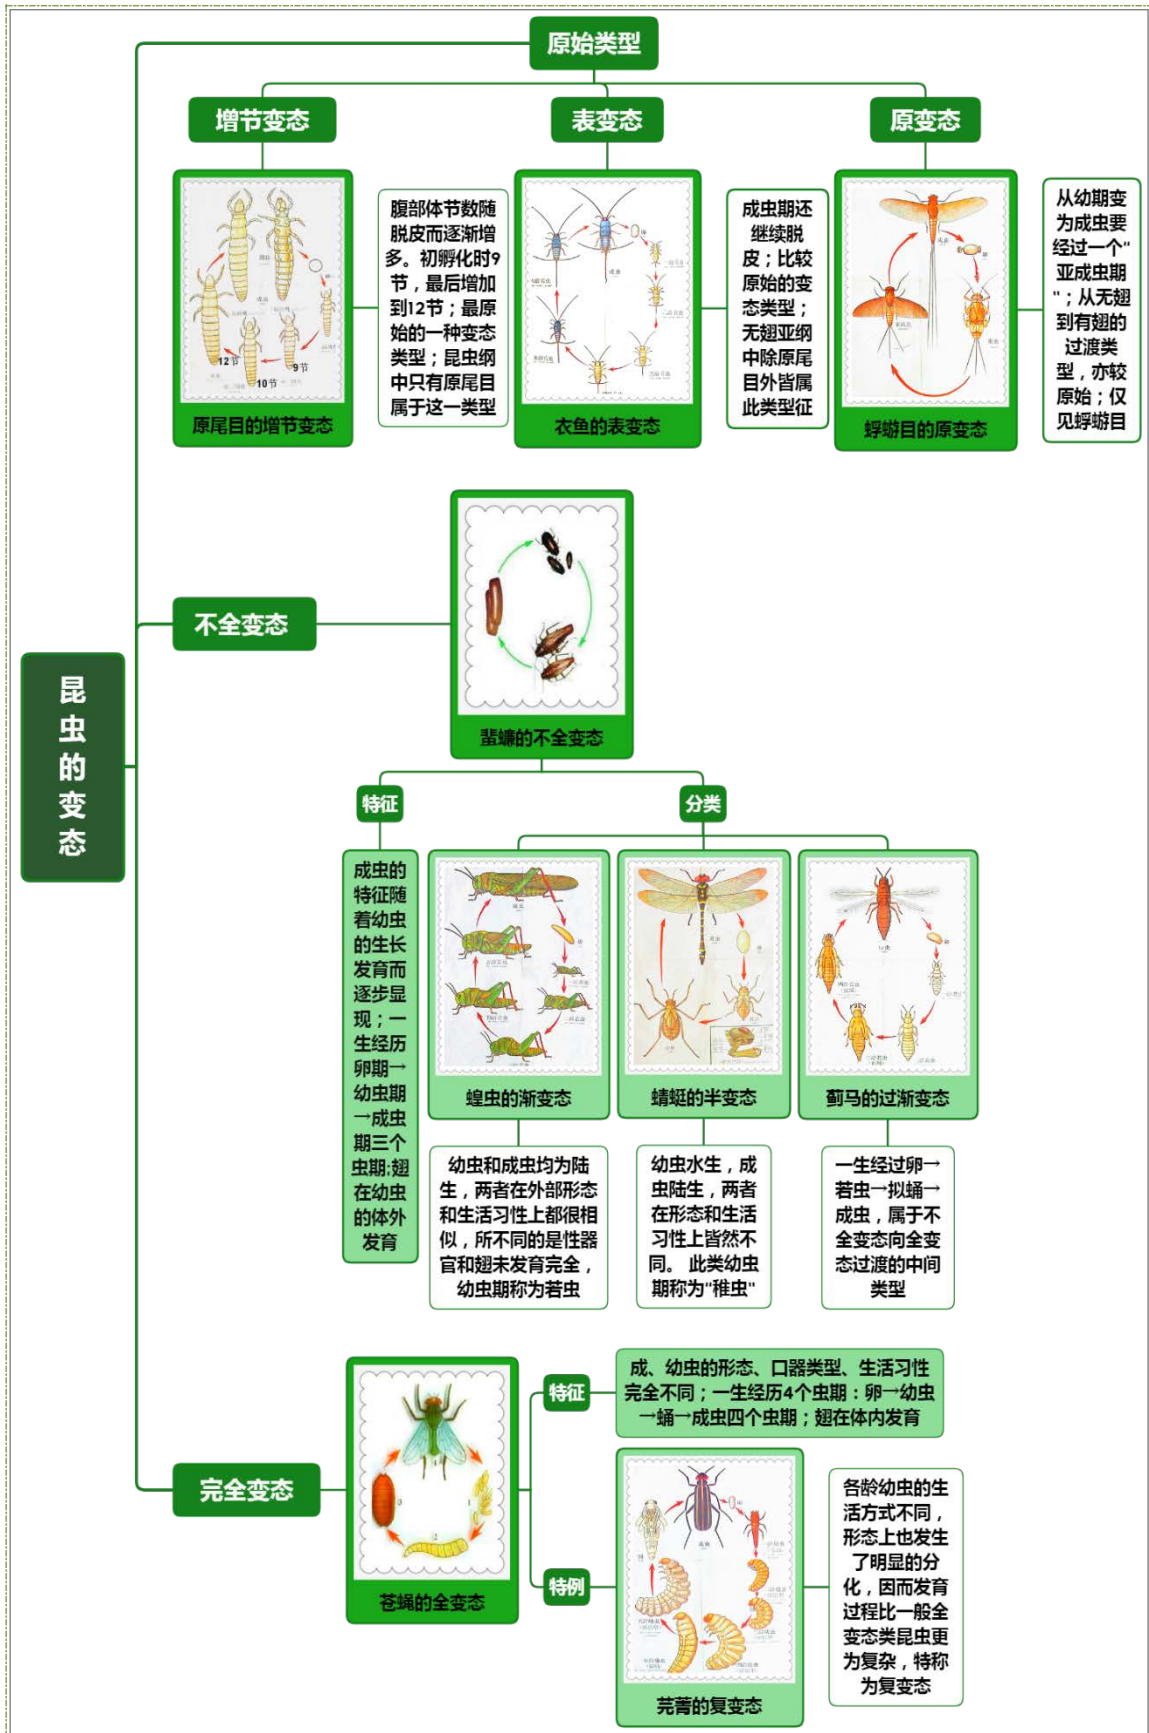 原始类型
增节变态
表变态
原变态
12节
9节
10节
原尾目的增节变态
腹部体节数随
脱皮而逐渐增
多。初孵化时9
节，最后增加
到12节；最原
始的一种变态
类型；昆虫纲
中只有原尾目
属于这一类型
成虫
衣鱼的表变态
成虫期还
继续脱
皮；比较
原始的变
态类型；
无翅亚纲
中除原尾
目外皆属
此类型征
蜉蝣目的原变态
从幼期变
为成虫要
经过一个"
亚成虫期
"；从无翅
到有翅的
过渡类
型，亦较
原始；仅
见蜉蝣目
昆
虫
的
变
态
不全变态
蜚蠊的不全变态
特征
成虫的
特征随
着幼虫
的生长
发育而
逐步显
现；一
生经历
卵期→
幼虫期
→成虫
期三个
虫期;翅
在幼虫
的体外
发育
分类
蝗虫的渐变态
幼虫和成虫均为陆
生，两者在外部形态
和生活习性上都很相
似，所不同的是性器
官和翅未发育完全，
幼虫期称为若虫
蜻蜓的半变态
幼虫水生，成
虫陆生，两者
在形态和生活
习性上皆然不
同。 此类幼虫
期称为"稚虫"
蓟马的过渐变态
一生经过卵→
若虫→拟蛹→
成虫，属于不
全变态向全变
态过渡的中间
类型
完全变态
苍蝇的全变态
特征
成、幼虫的形态、口器类型、生活习性
完全不同；一生经历4个虫期：卵→幼虫
→蛹→成虫四个虫期；翅在体内发育
特例
芫菁的复变态
各龄幼虫的生
活方式不同，
形态上也发生
了明显的分
化，因而发育
过程比一般全
变态类昆虫更
为复杂，特称
为复变态